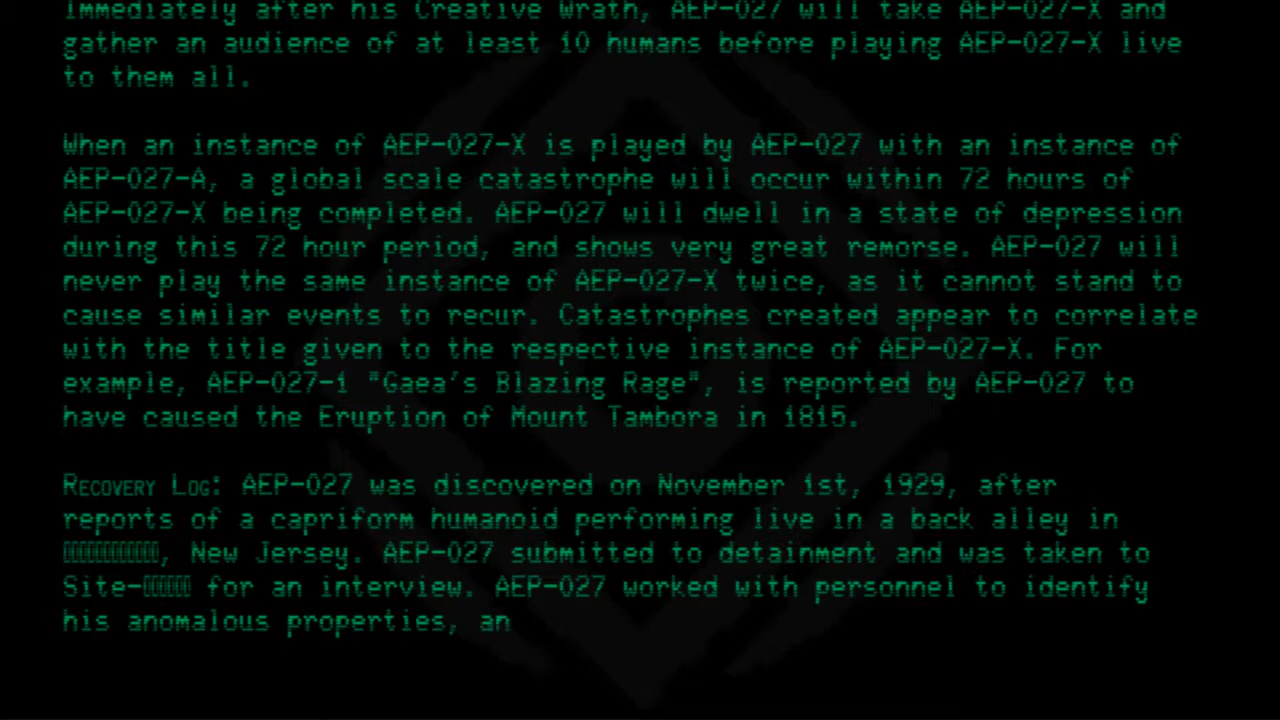 Immediately after his Creative Wrath, AEP-027 will take AEP-027-X and
gather an audience of at least 10 humans before playing AEP-027-X live
to them all.
When an instance of AEP-027-X is played by AEP-027 with an instance of
AEP-027-A, a global scale catastrophe will occur within 72 hours of
AEP-027-X being completed. AEP-027 will dwell in a state of depression
during this 72 hour period, and shows very great remorse. AEP-027 will
never play the same instance of AEP-027-X twice, as it cannot stand to
cause similar events to recur. Catastrophes created appear to correlate
with the title given to the respective instance of AEP-027-X. For
example, AEP-027-1 "Gaea's Blazing Rage", is reported by AEP-027 to
have caused the Eruption of Mount Tambora in 1815.
Recovery Log: AEP-027 was discovered on November 1st, 1929, after
reports of a capriform humanoid performing live in a back alley in
▯▯▯▯▯▯▯▯▯▯▯▯, New Jersey. AEP-027 submitted to detainment and was taken to
Site-▯▯▯▯▯▯ for an interview. AEP-027 worked with personnel to identify
his anomalous properties, an